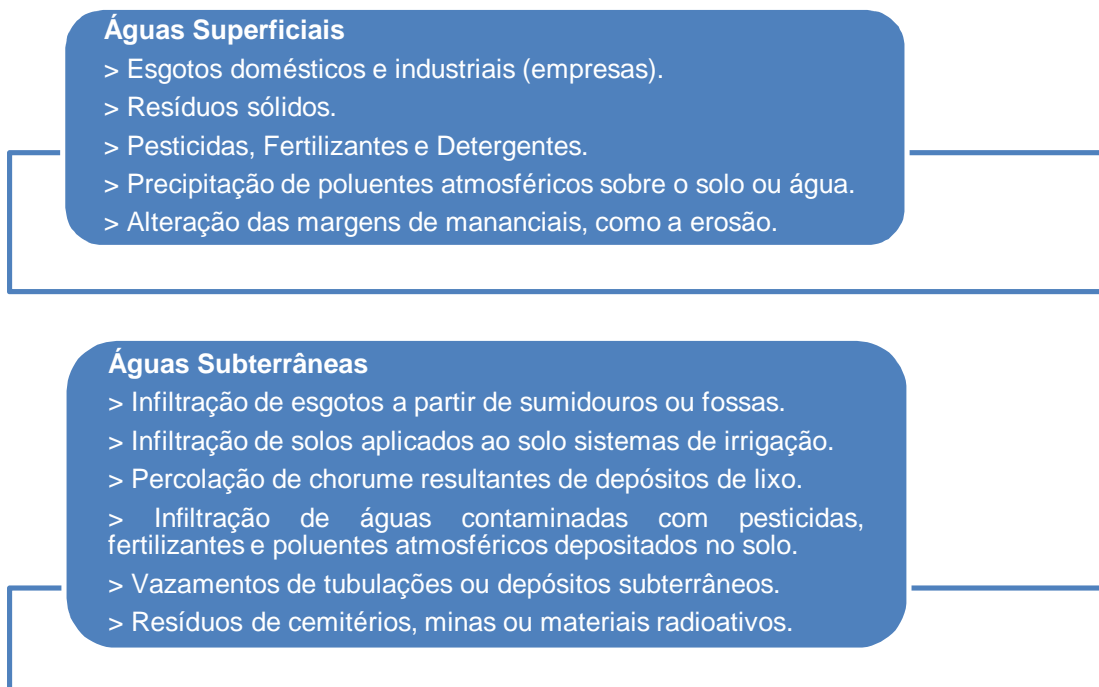 Águas Superficiais
> Esgotos domésticos e industriais (empresas).
> Resíduos sólidos.
> Pesticidas, Fertilizantes e Detergentes.
> Precipitação de poluentes atmosféricos sobre o solo ou água.
> Alteração das margens de mananciais, como a erosão.
Águas Subterrâneas
> Infiltração de esgotos a partir de sumidouros ou fossas.
> Infiltração de solos aplicados ao solo sistemas de irrigação.
> Percolação de chorume resultantes de depósitos de lixo.
> Infiltração de águas contaminadas com pesticidas,
fertilizantes e poluentes atmosféricos depositados no solo.
> Vazamentos de tubulações ou depósitos subterrâneos.
> Resíduos de cemitérios, minas ou materiais radioativos.